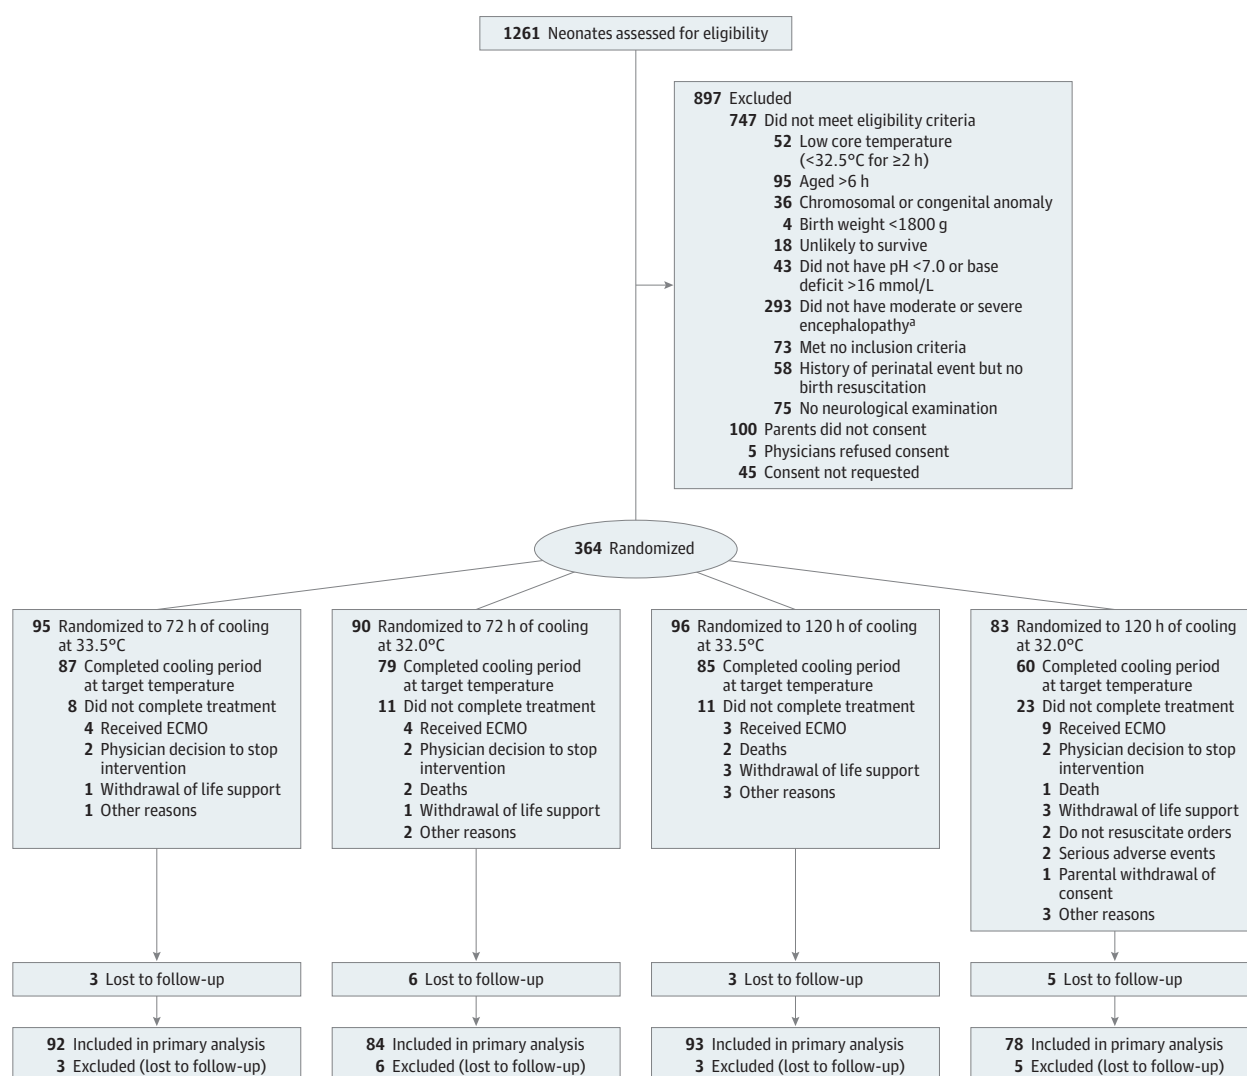 1261 Neonates assessed for eligibility
897 Excluded
747 Did not meet eligibility criteria
52 Low core temperature
(<32.5°C for ≥2 h)
95 Aged >6 h
36 Chromosomal or congenital anomaly
4 Birth weight <1800 g
18 Unlikely to survive
43 Did not have pH <7.0 or base
deficit >16 mmol/L
293 Did not have moderate or severe
encephalopathyª
73 Met no inclusion criteria
58 History of perinatal event but no
birth resuscitation
75 No neurological examination
100 Parents did not consent
5 Physicians refused consent
45 Consent not requested
364 Randomized
95 Randomized to 72 h of cooling
at 33.5°C
87 Completed cooling period
at target temperature
8 Did not complete treatment
4 Received ECMO
2 Physician decision to stop
intervention
1 Withdrawal of life support
1 Other reasons
90 Randomized to 72 h of cooling
at 32.0°C
79 Completed cooling period
at target temperature
11 Did not complete treatment
4 Received ECMO
2 Physician decision to stop
intervention
2 Deaths
1 Withdrawal of life support
2 Other reasons
96 Randomized to 120 h of cooling
at 33.5°C
85 Completed cooling period
at target temperature
11 Did not complete treatment
3 Received ECMO
2 Deaths
3 Withdrawal of life support
3 Other reasons
83 Randomized to 120 h of cooling
at 32.0°C
60 Completed cooling period
at target temperature
23 Did not complete treatment
9 Received ECMO
2 Physician decision to stop
intervention
1 Death
3 Withdrawal of life support
2 Do not resuscitate orders
2 Serious adverse events
1 Parental withdrawal of
consent
3 Other reasons
3 Lost to follow-up
6 Lost to follow-up
3 Lost to follow-up
5 Lost to follow-up
92 Included in primary analysis
3 Excluded (lost to follow-up)
84 Included in primary analysis
6 Excluded (lost to follow-up)
93 Included in primary analysis
3 Excluded (lost to follow-up)
78 Included in primary analysis
5 Excluded (lost to follow-up)